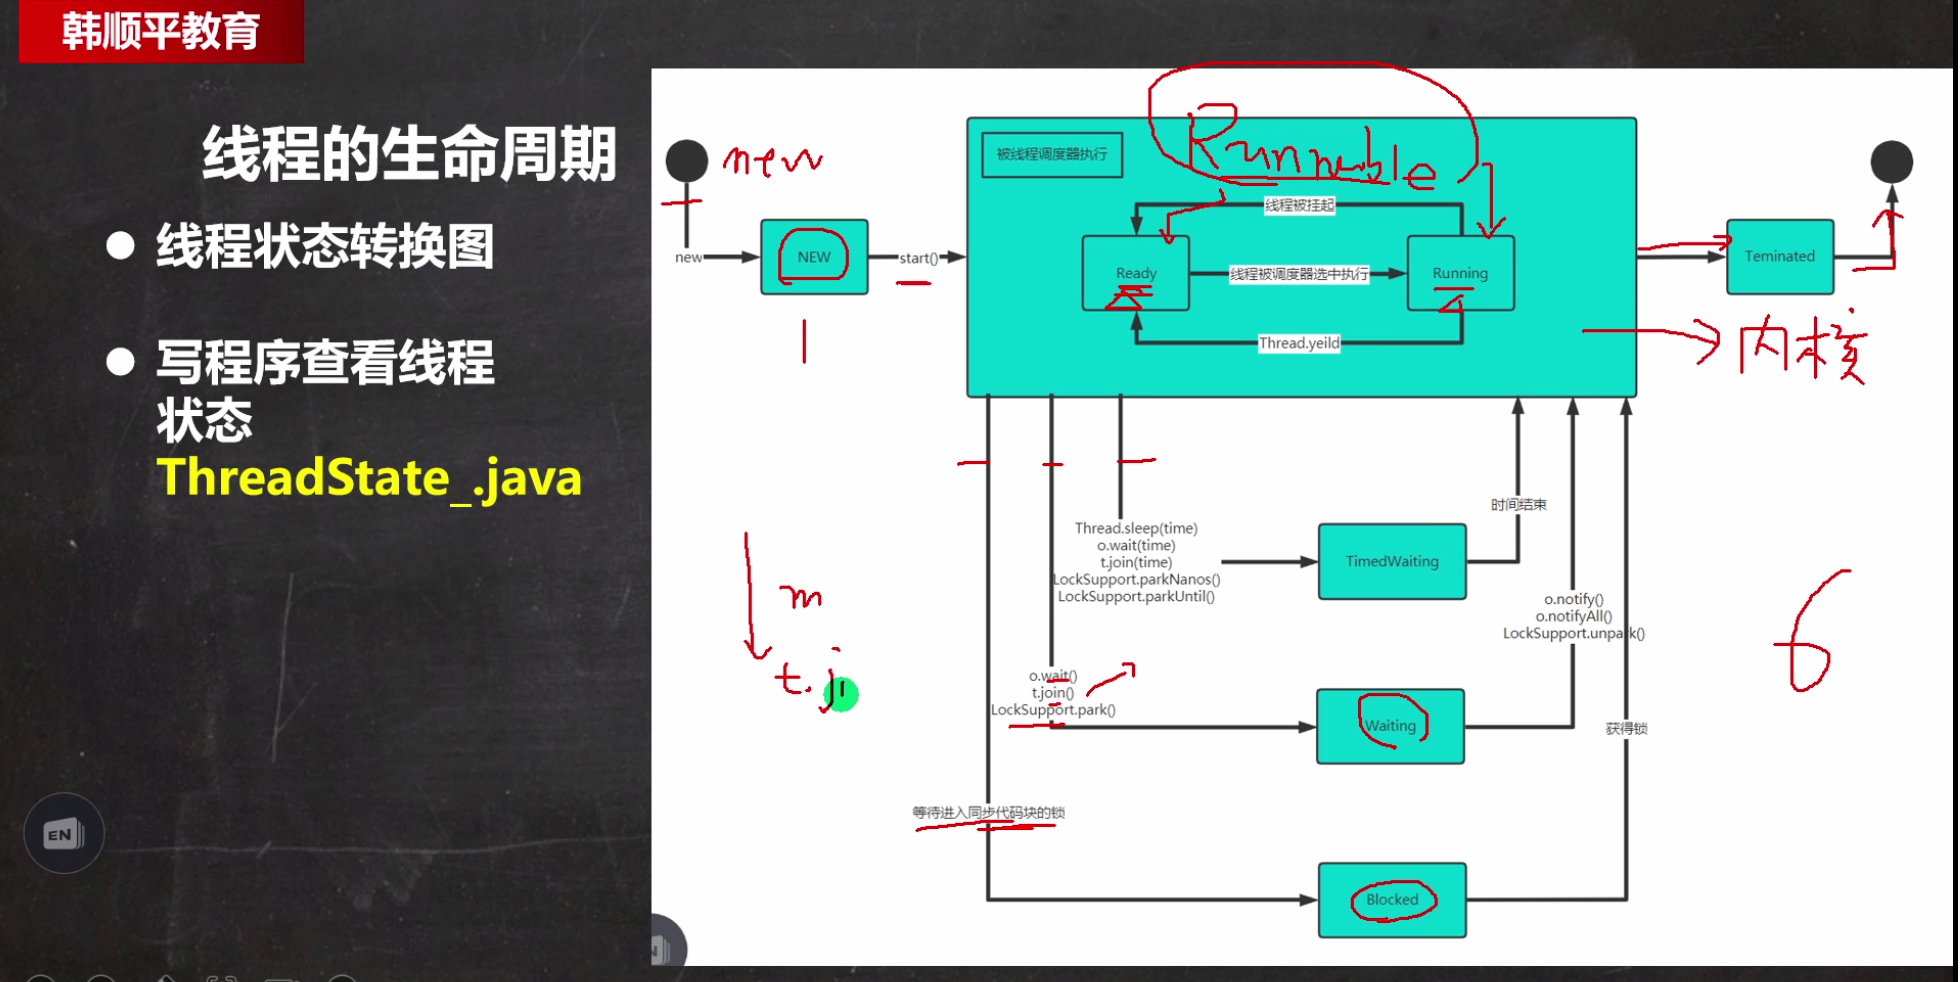 韩顺平教育
线程的生命周期
线程状态转换图
写程序查看线程
状态
ThreadState_.java
EN
new
new
NEW
start()
1
被线程调度器执行
Runnable
线程被挂起
Ready
线程被调度器选中执行
Running
Thread.yeild
Teminated
内核
Thread.sleep(time)
o.wait(time)
t.join(time)
LockSupport.parkNanos()
LockSupport.parkUntil()
TimedWaiting
时间结束
o.notify()
o.notifyAll()
LockSupport.unpark()
6
m
t.j
o.wait()
t.join()
LockSupport.park()
Waiting
获得锁
等待进入同步代码块的锁
Blocked